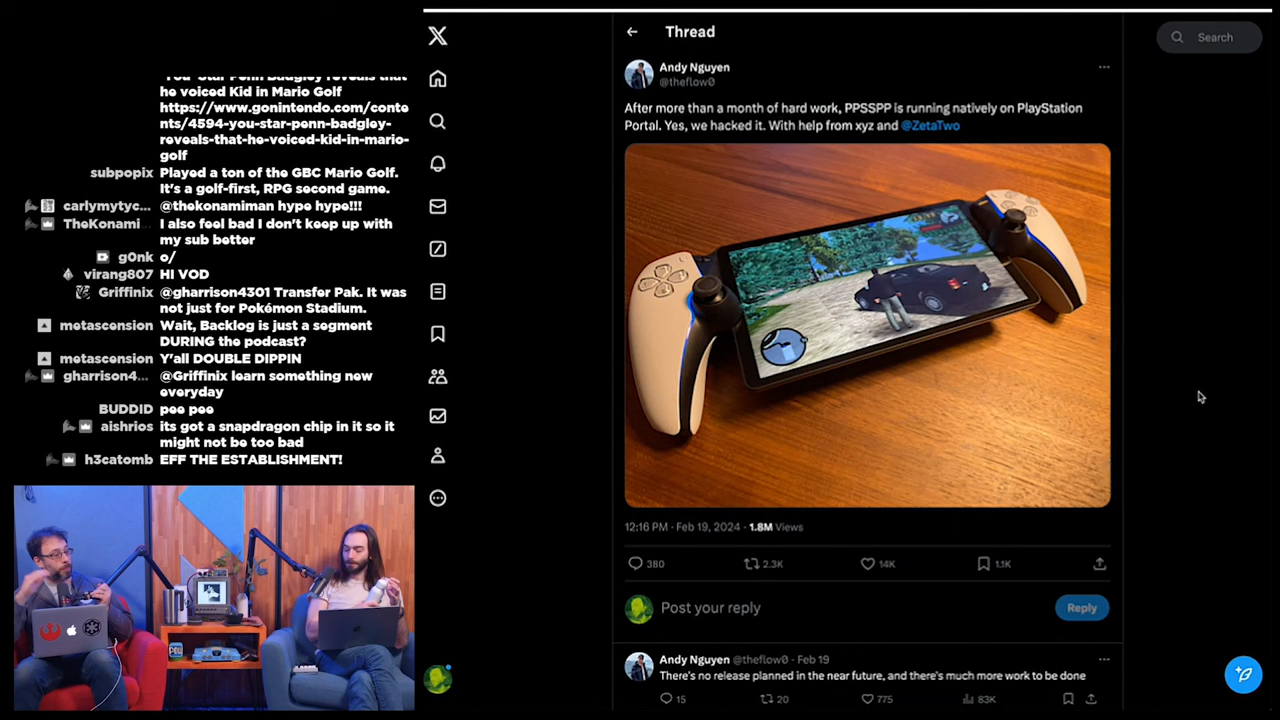 'You' Star Penn Badgley reveals that
he voiced Kid in Mario Golf
https://www.gonintendo.com/conte
nts/4594-you-star-penn-badgley-
reveals-that-he-voiced-kid-in-mario-
golf
subpopix Played a ton of the GBC Mario Golf.
It's a golf-first, RPG second game.
carlymytyc... @thekonamiman hype hype!!!
TheKonami... I also feel bad I don't keep up with
my sub better
g0nk o/
virang807 HI VOD
Griffinix @gharrison4301 Transfer Pak. It was
not just for Pokémon Stadium.
metascension Wait, Backlog is just a segment
DURING the podcast?
metascension Y'all DOUBLE DIPPIN
gharrison4... @Griffinix learn something new
everyday
BUDDID pee pee
aishrios its got a snapdragon chip in it so it
might not be too bad
h3catomb EFF THE ESTABLISHMENT!
Thread
Search
Andy Nguyen
@theflow0
After more than a month of hard work, PPSSPP is running natively on PlayStation
Portal. Yes, we hacked it. With help from xyz and @ZetaTwo
12:16 PM · Feb 19, 2024 · 1.8M Views
380 2.3K 14K 1.1K
Post your reply
Reply
Andy Nguyen @theflow0 · Feb 19
There's no release planned in the near future, and there's much more work to be done
15 20 775 83K